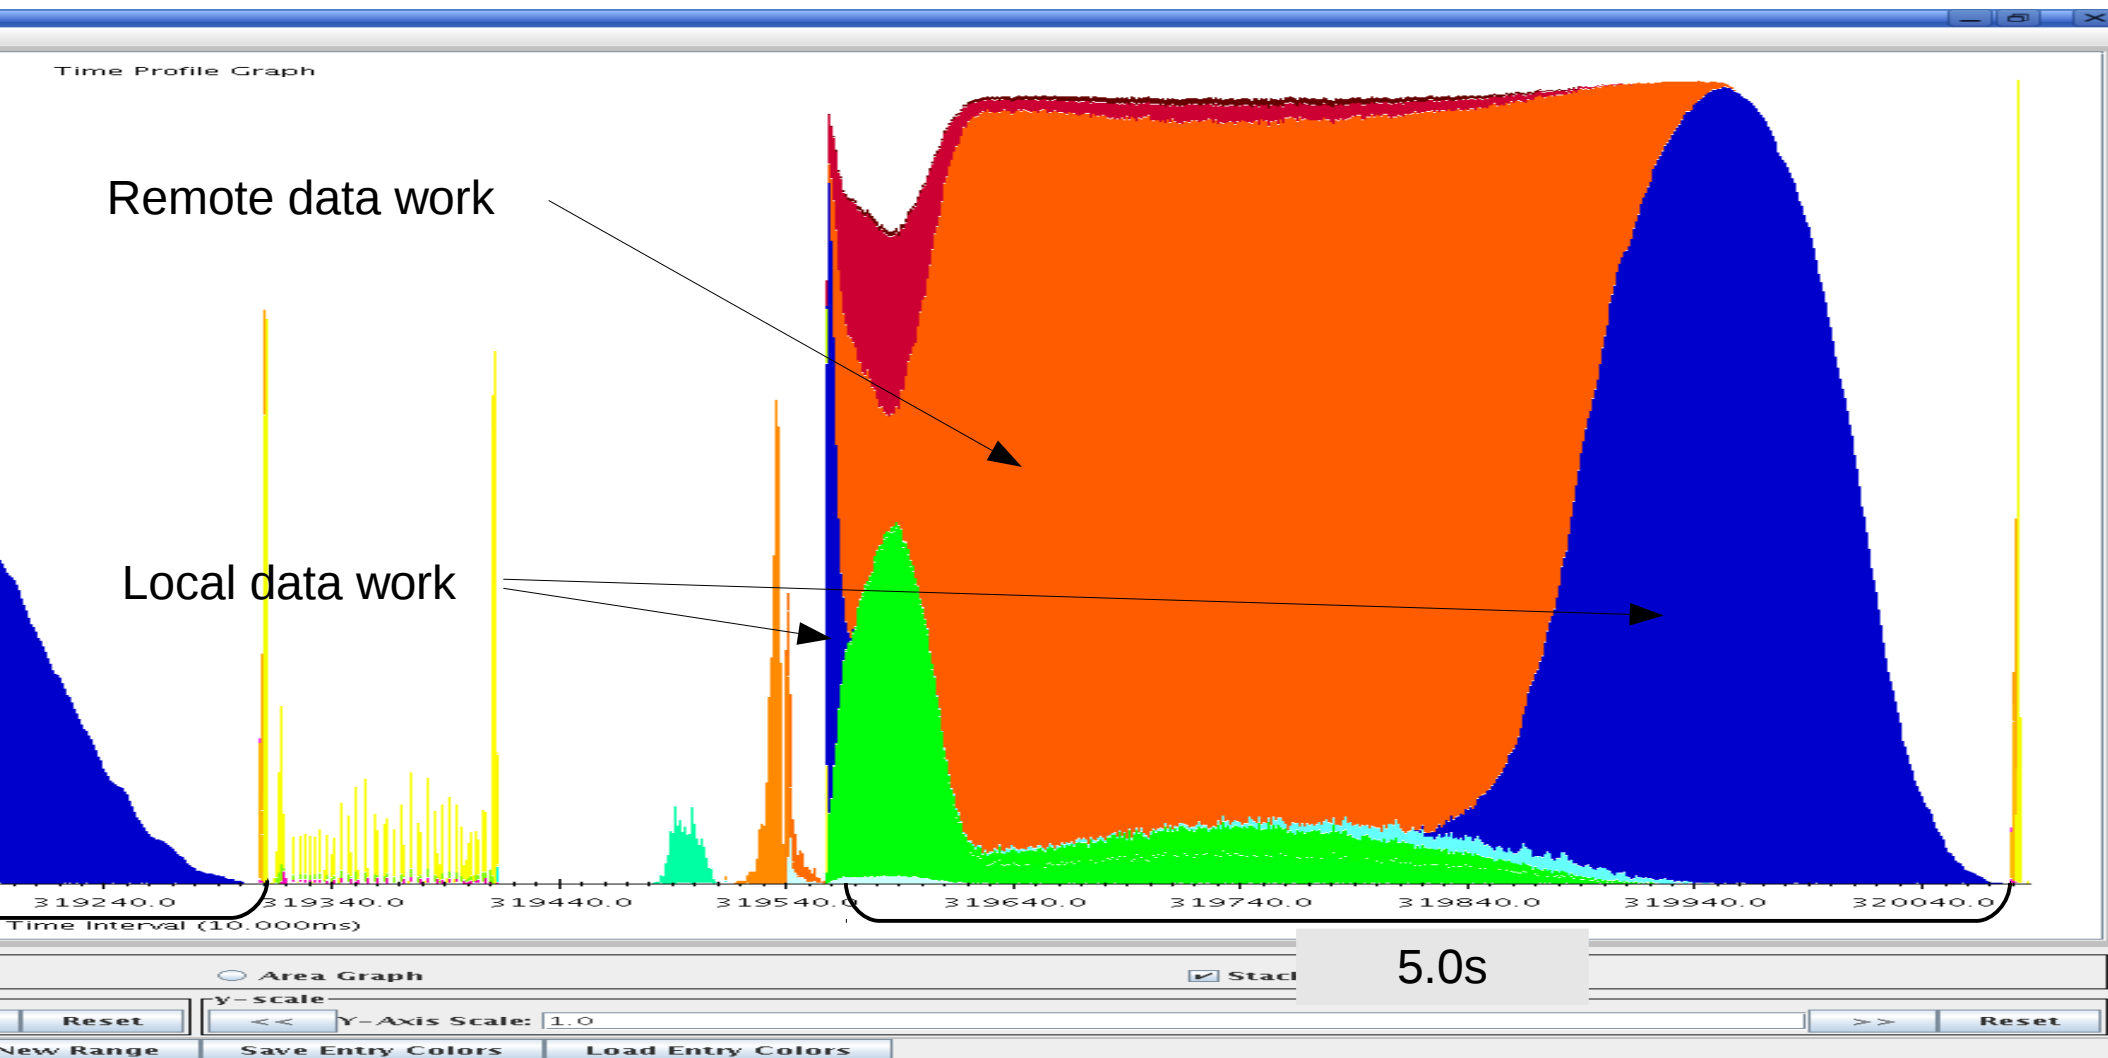 Time Profile Graph
Remote data work
Local data work
319240.0 319340.0 319440.0 319540.0 319640.0 319740.0 319840.0 319940.0 320040.0
Time Interval (10.000ms)
5.0s
Area Graph
y-scale
Reset << Y-Axis Scale: 1.0 >> Reset
New Range Save Entry Colors Load Entry Colors